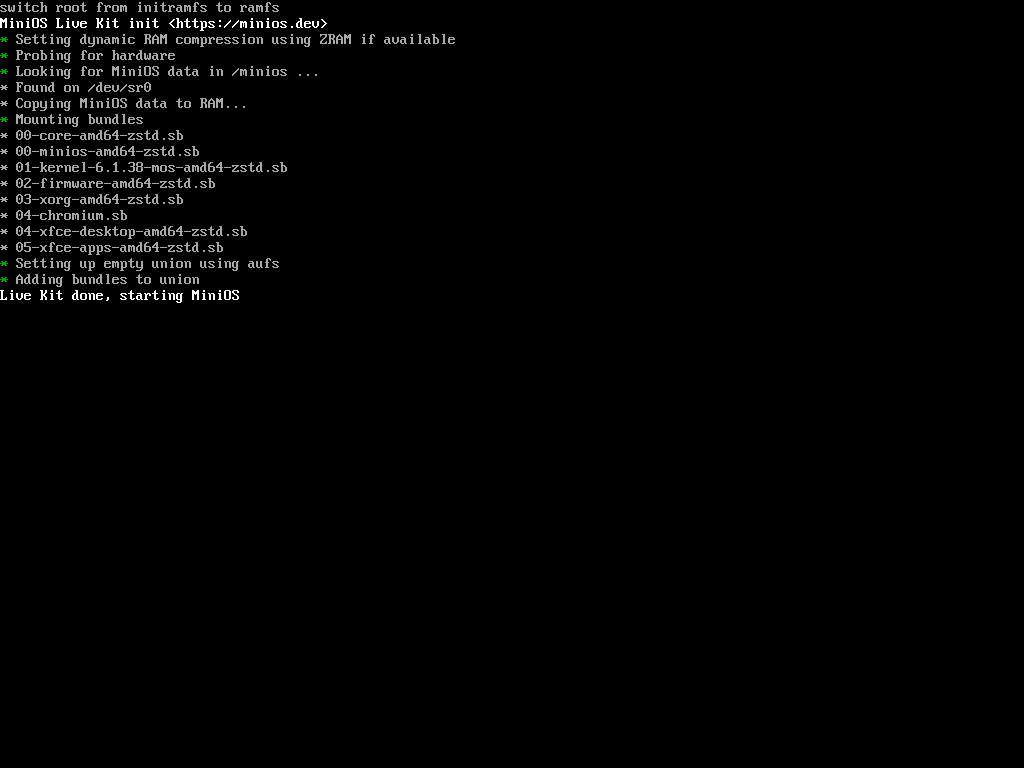 switch root from initramfs to ramfs
MiniOS Live Kit init <https://minios.dev>
* Setting dynamic RAM compression using ZRAM if available
* Probing for hardware
* Looking for MiniOS data in /minios ...
* Found on /dev/sr0
* Copying MiniOS data to RAM...
* Mounting bundles
* 00-core-amd64-zstd.sb
* 00-minios-amd64-zstd.sb
* 01-kernel-6.1.38-mos-amd64-zstd.sb
* 02-firmware-amd64-zstd.sb
* 03-xorg-amd64-zstd.sb
* 04-chromium.sb
* 04-xfce-desktop-amd64-zstd.sb
* 05-xfce-apps-amd64-zstd.sb
* Setting up empty union using aufs
* Adding bundles to union
Live Kit done, starting MiniOS